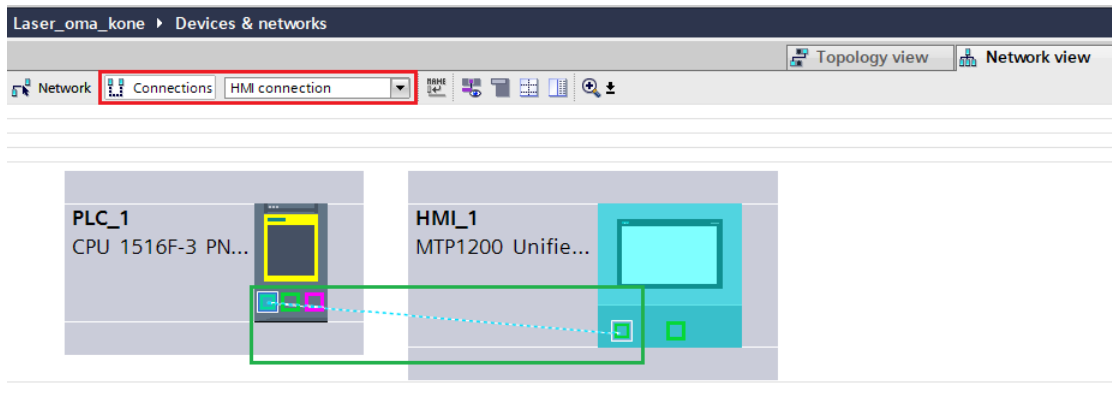 Laser_oma_kone ▸ Devices & networks
Topology view Network view
Network Connections HMI connection
PLC_1
CPU 1516F-3 PN...
HMI_1
MTP1200 Unifie...